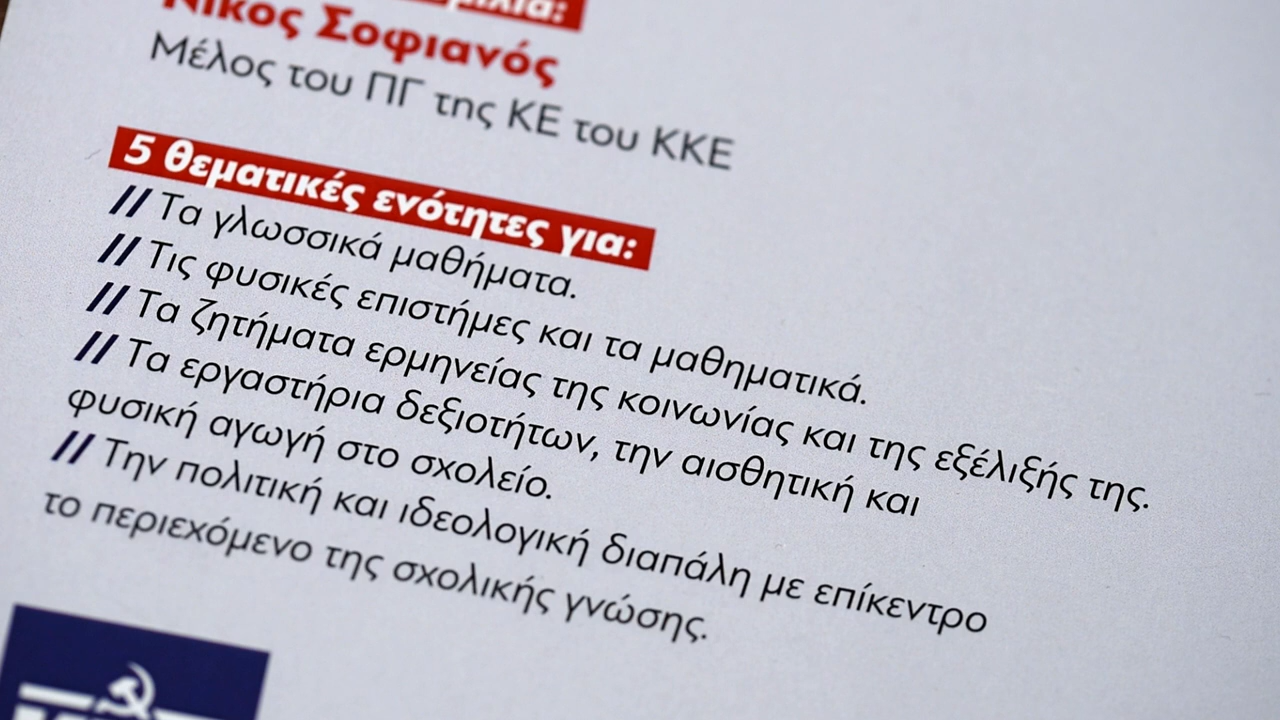 Νίκος Σοφιανός
Μέλος του ΠΓ της ΚΕ του ΚΚΕ
5 θεματικές ενότητες για:
// Τα γλωσσικά μαθήματα.
// Τις φυσικές επιστήμες και τα μαθηματικά.
// Τα ζητήματα ερμηνείας της κοινωνίας και της εξέλιξής της.
// Τα εργαστήρια δεξιοτήτων, την αισθητική και
φυσική αγωγή στο σχολείο.
// Την πολιτική και ιδεολογική διαπάλη με επίκεντρο
το περιεχόμενο της σχολικής γνώσης.